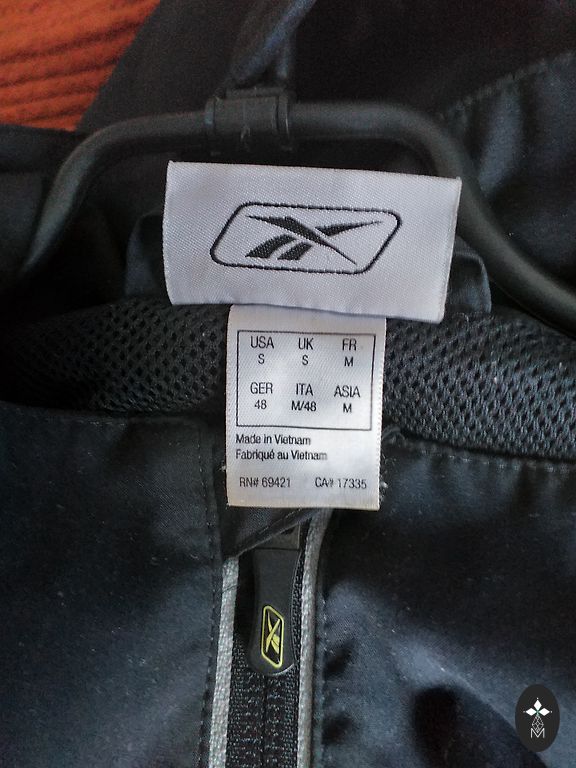 USA UK FR
S S M
GER ITA ASIA
48 M/48 M
Made in Vietnam
Fabriqué au Vietnam
RN# 69421 CA# 17335
M